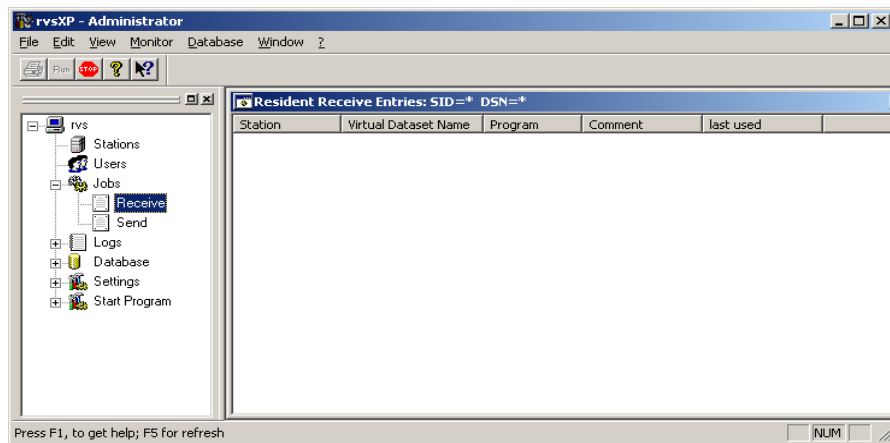 rvsXP - Administrator
File Edit View Monitor Database Window ?
Run STOP ? ?
Resident Receive Entries: SID=* DSN=*
Station Virtual Dataset Name Program Comment last used
rvs
Stations
Users
Jobs
Receive
Send
Logs
Database
Settings
Start Program
Press F1, to get help; F5 for refresh
NUM